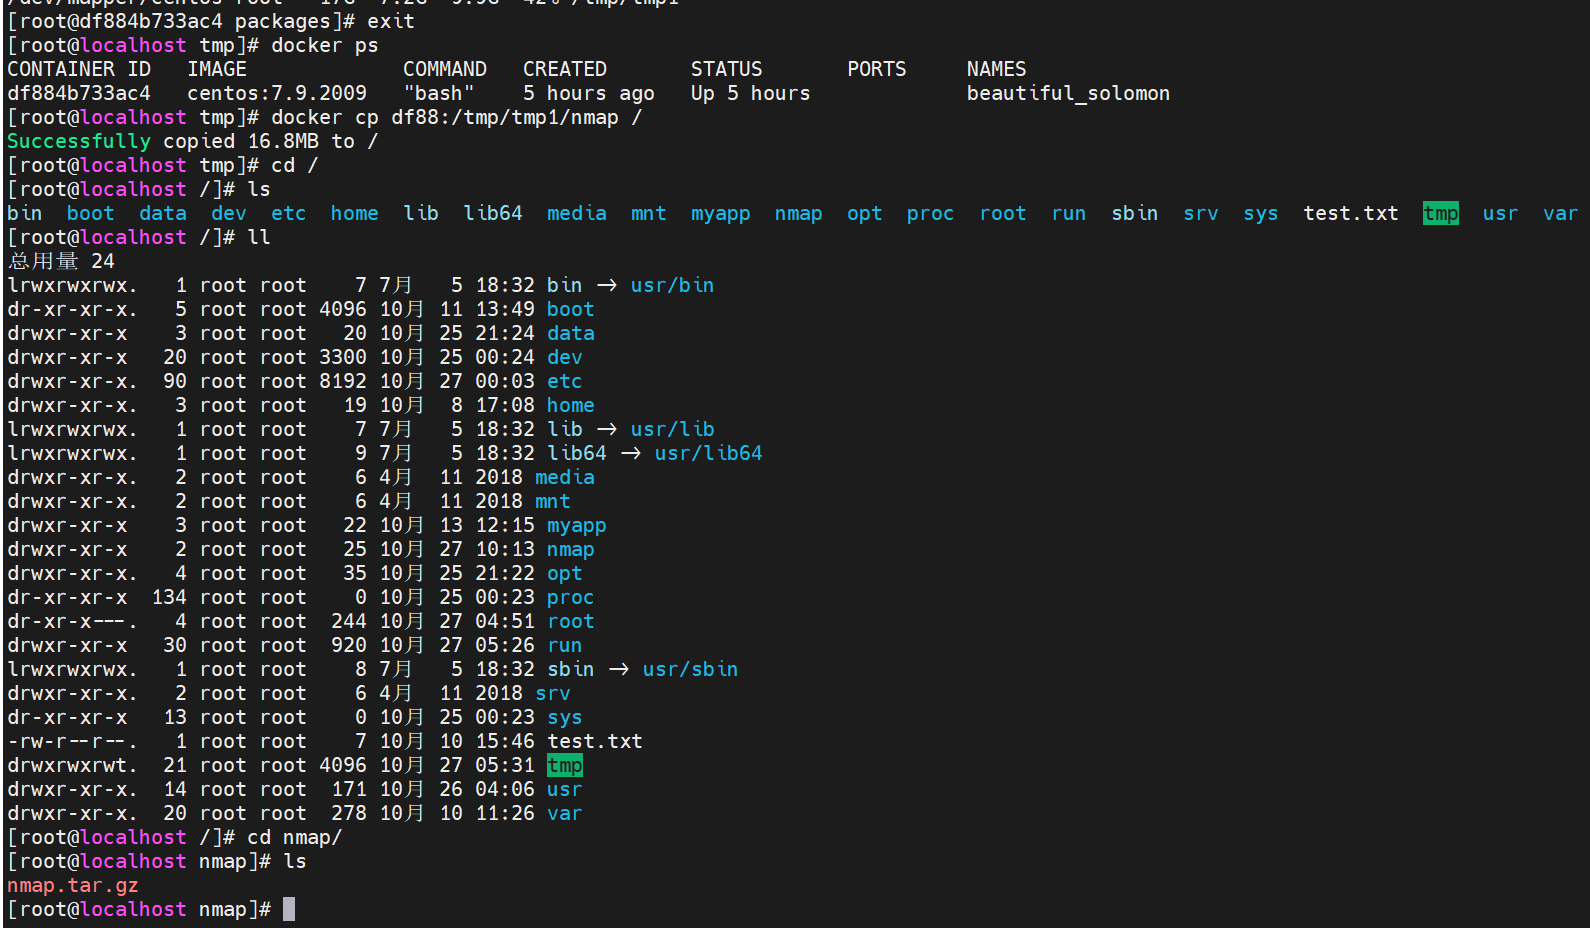 /dev/mapper/centos-root   17G  7.2G  9.9G  42% /tmp/tmp1
[root@df884b733ac4 packages]# exit
[root@localhost tmp]# docker ps
CONTAINER ID   IMAGE             COMMAND   CREATED       STATUS       PORTS     NAMES
df884b733ac4   centos:7.9.2009   "bash"    5 hours ago   Up 5 hours             beautiful_solomon
[root@localhost tmp]# docker cp df88:/tmp/tmp1/nmap /
Successfully copied 16.8MB to /
[root@localhost tmp]# cd /
[root@localhost /]# ls
bin  boot  data  dev  etc  home  lib  lib64  media  mnt  myapp  nmap  opt  proc  root  run  sbin  srv  sys  test.txt  tmp  usr  var
[root@localhost /]# ll
总用量 24
lrwxrwxrwx.   1 root root    7 7月   5 18:32 bin -> usr/bin
dr-xr-xr-x.   5 root root 4096 10月 11 13:49 boot
drwxr-xr-x    3 root root   20 10月 25 21:24 data
drwxr-xr-x   20 root root 3300 10月 25 00:24 dev
drwxr-xr-x.  90 root root 8192 10月 27 00:03 etc
drwxr-xr-x.   3 root root   19 10月  8 17:08 home
lrwxrwxrwx.   1 root root    7 7月   5 18:32 lib -> usr/lib
lrwxrwxrwx.   1 root root    9 7月   5 18:32 lib64 -> usr/lib64
drwxr-xr-x.   2 root root    6 4月  11 2018 media
drwxr-xr-x.   2 root root    6 4月  11 2018 mnt
drwxr-xr-x    3 root root   22 10月 13 12:15 myapp
drwxr-xr-x    2 root root   25 10月 27 10:13 nmap
drwxr-xr-x.   4 root root   35 10月 25 21:22 opt
dr-xr-xr-x  134 root root    0 10月 25 00:23 proc
dr-xr-x---.   4 root root  244 10月 27 04:51 root
drwxr-xr-x   30 root root  920 10月 27 05:26 run
lrwxrwxrwx.   1 root root    8 7月   5 18:32 sbin -> usr/sbin
drwxr-xr-x.   2 root root    6 4月  11 2018 srv
dr-xr-xr-x   13 root root    0 10月 25 00:23 sys
-rw-r--r--.   1 root root    7 10月 10 15:46 test.txt
drwxrwxrwt.  21 root root 4096 10月 27 05:31 tmp
drwxr-xr-x.  14 root root  171 10月 26 04:06 usr
drwxr-xr-x.  20 root root  278 10月 10 11:26 var
[root@localhost /]# cd nmap/
[root@localhost nmap]# ls
nmap.tar.gz
[root@localhost nmap]#